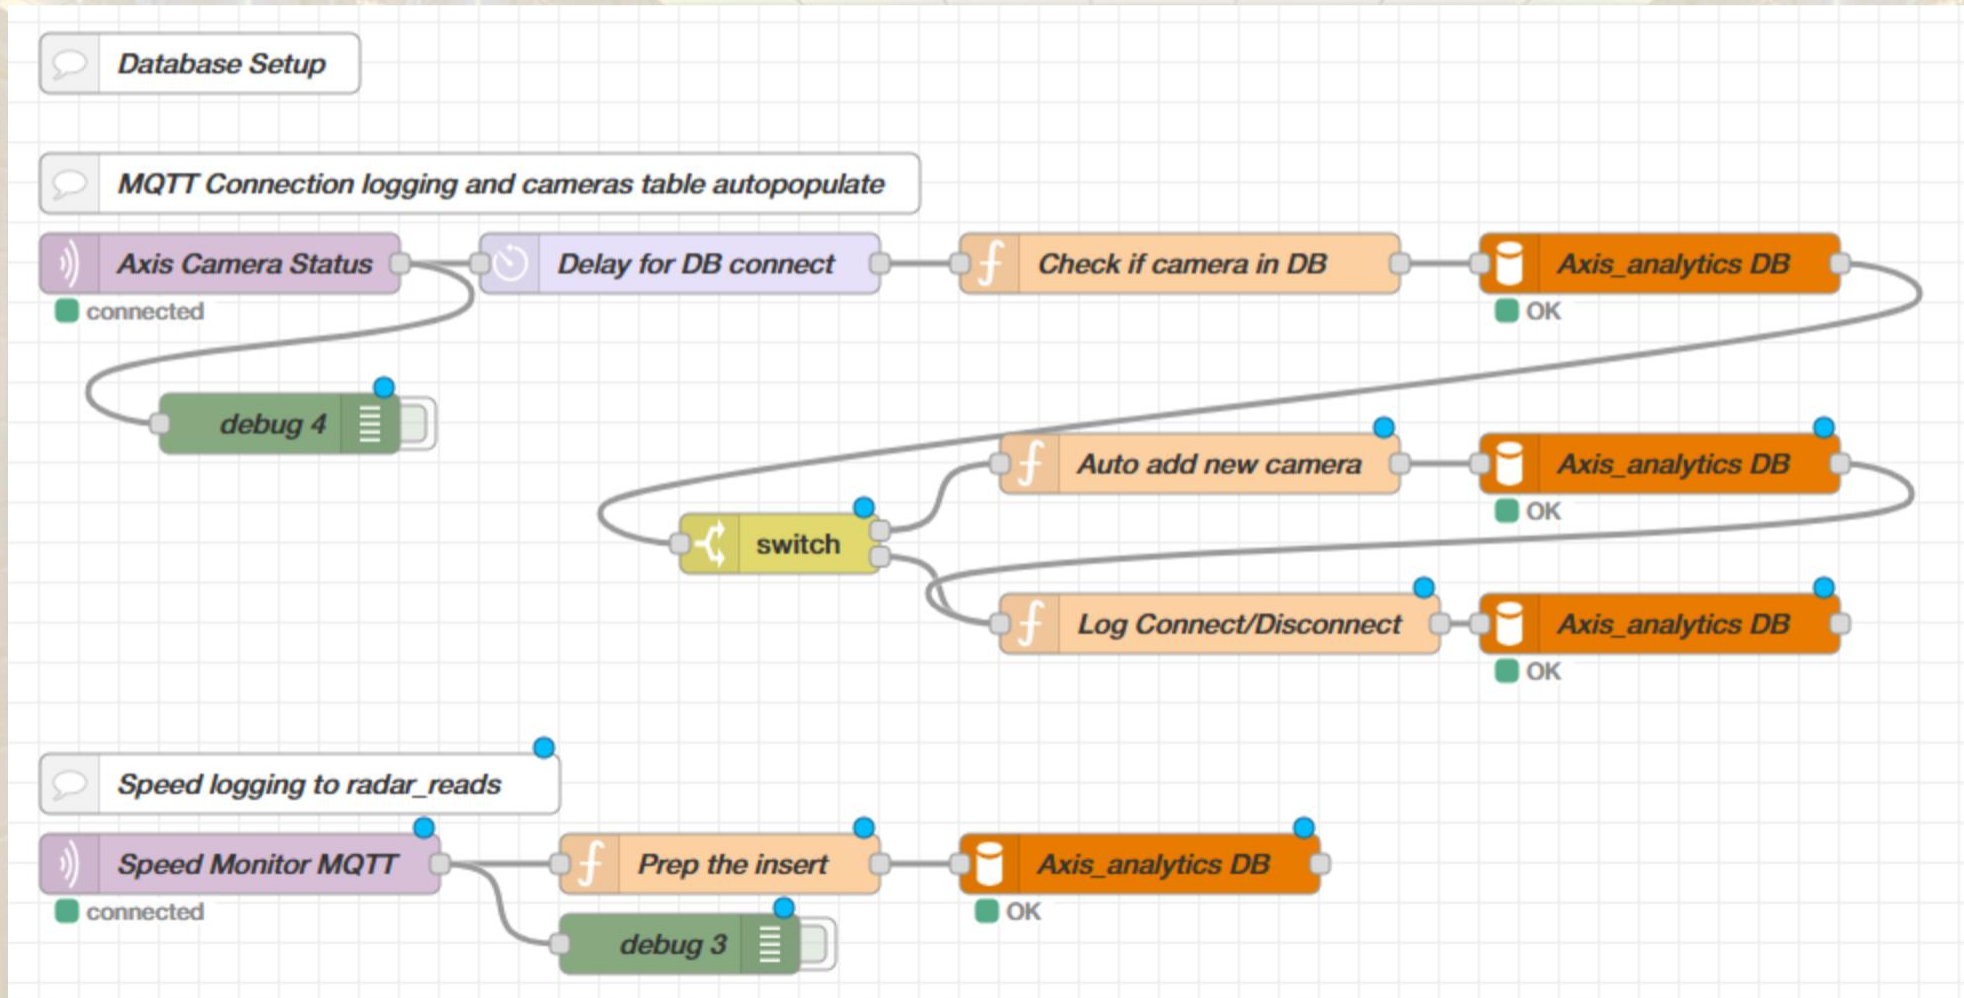 Database Setup
MQTT Connection logging and cameras table autopopulate
Axis Camera Status
Delay for DB connect
Check if camera in DB
Axis_analytics DB
connected
OK
debug 4
Auto add new camera
Axis_analytics DB
OK
switch
Log Connect/Disconnect
Axis_analytics DB
OK
Speed logging to radar_reads
Speed Monitor MQTT
Prep the insert
Axis_analytics DB
connected
OK
debug 3